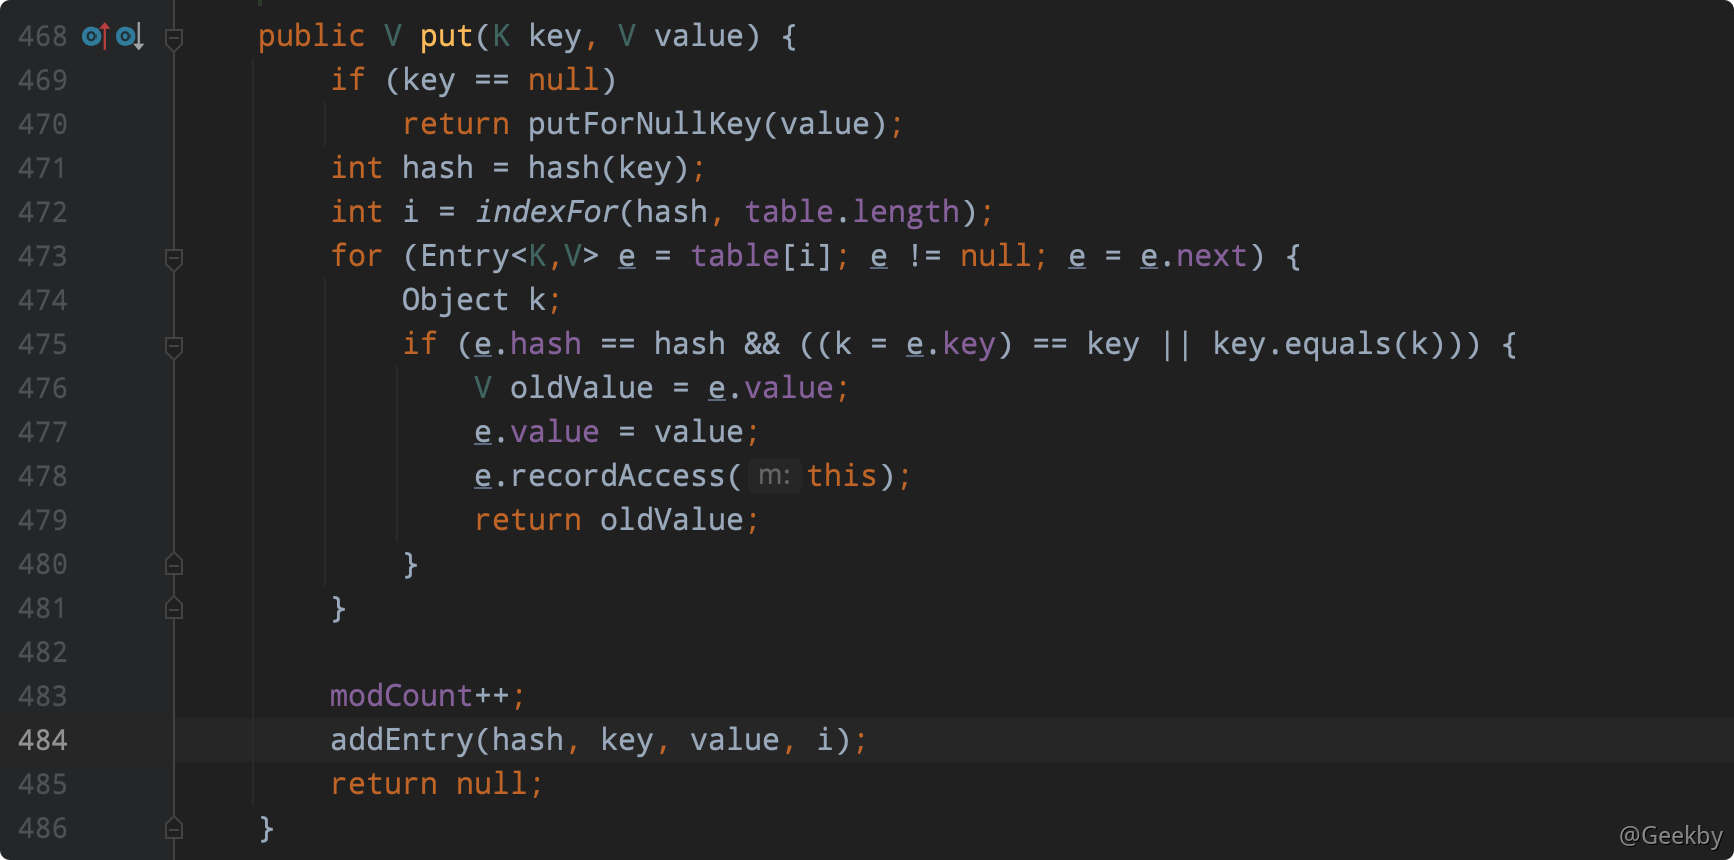 468 public V put(K key, V value) {
469 if (key == null)
470 return putForNullKey(value);
471 int hash = hash(key);
472 int i = indexFor(hash, table.length);
473 for (Entry<K,V> e = table[i]; e != null; e = e.next) {
474 Object k;
475 if (e.hash == hash && ((k = e.key) == key || key.equals(k))) {
476 V oldValue = e.value;
477 e.value = value;
478 e.recordAccess( m: this);
479 return oldValue;
480 }
481 }
482
483 modCount++;
484 addEntry(hash, key, value, i);
485 return null;
486 }
@Geekby